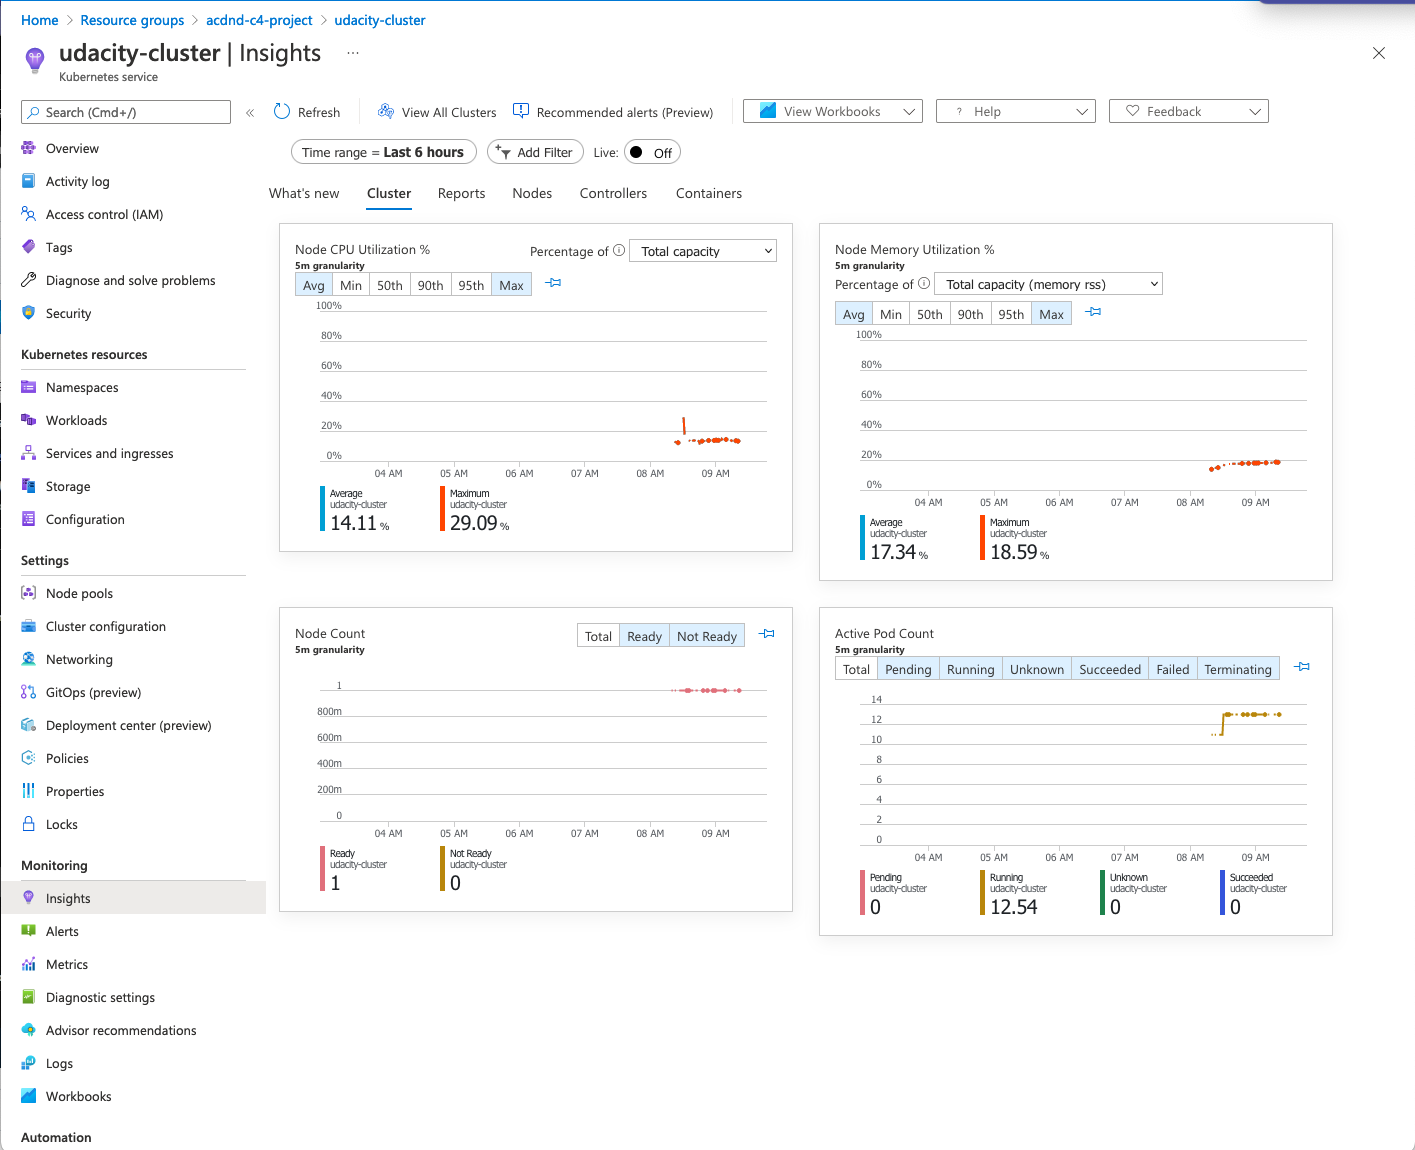 Home > Resource groups > acdnd-c4-project > udacity-cluster
udacity-cluster | Insights ...
Kubernetes service
Search (Cmd+/)
«
Refresh
View All Clusters
Recommended alerts (Preview)
View Workbooks
? Help
Feedback
Time range = Last 6 hours
Add Filter
Live: Off
What's new
Cluster
Reports
Nodes
Controllers
Containers
Overview
Activity log
Access control (IAM)
Tags
Diagnose and solve problems
Security
Kubernetes resources
Namespaces
Workloads
Services and ingresses
Storage
Configuration
Settings
Node pools
Cluster configuration
Networking
GitOps (preview)
Deployment center (preview)
Policies
Properties
Locks
Monitoring
Insights
Alerts
Metrics
Diagnostic settings
Advisor recommendations
Logs
Workbooks
Automation
Node CPU Utilization %
5m granularity
Percentage of Total capacity
Avg Min 50th 90th 95th Max
100%
80%
60%
40%
20%
0%
04 AM 05 AM 06 AM 07 AM 08 AM 09 AM
Average
udacity-cluster
14.11 %
Maximum
udacity-cluster
29.09 %
Node Memory Utilization %
5m granularity
Percentage of Total capacity (memory rss)
Avg Min 50th 90th 95th Max
100%
80%
60%
40%
20%
0%
04 AM 05 AM 06 AM 07 AM 08 AM 09 AM
Average
udacity-cluster
17.34 %
Maximum
udacity-cluster
18.59 %
Node Count
5m granularity
Total Ready Not Ready
1
800m
600m
400m
200m
0
04 AM 05 AM 06 AM 07 AM 08 AM 09 AM
Ready
udacity-cluster
1
Not Ready
udacity-cluster
0
Active Pod Count
5m granularity
Total Pending Running Unknown Succeeded Failed Terminating
14
12
10
8
6
4
2
0
04 AM 05 AM 06 AM 07 AM 08 AM 09 AM
Pending
udacity-cluster
0
Running
udacity-cluster
12.54
Unknown
udacity-cluster
0
Succeeded
udacity-cluster
0